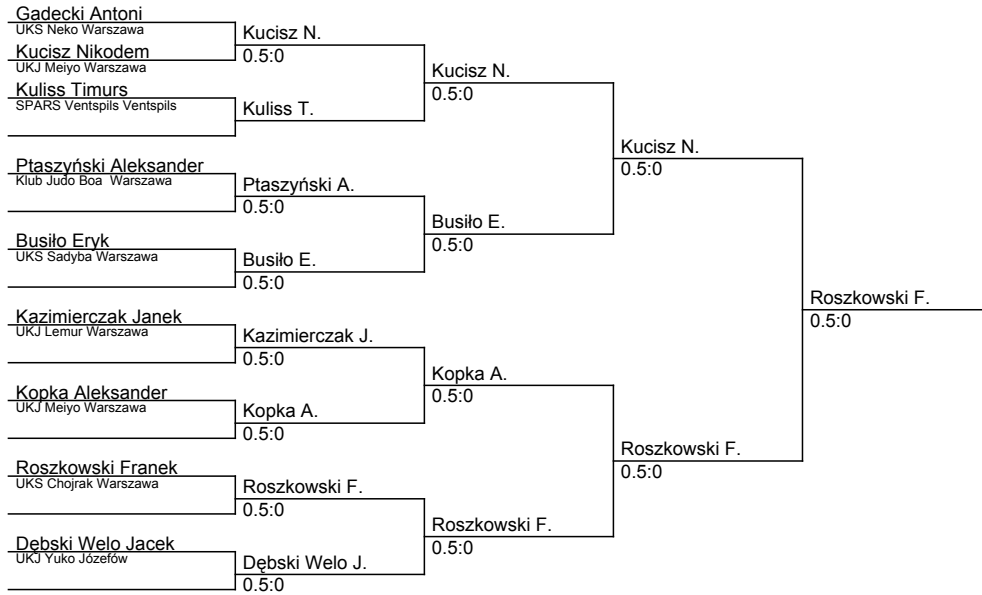 Gadecki Antoni
UKS Neko Warszawa
Kucisz Nikodem
UKJ Meiyo Warszawa
Kuliss Timurs
SPARS Ventspils Ventspils
Ptaszyński Aleksander
Klub Judo Boa  Warszawa
Busiło Eryk
UKS Sadyba Warszawa
Kazimierczak Janek
UKJ Lemur Warszawa
Kopka Aleksander
UKJ Meiyo Warszawa
Roszkowski Franek
UKS Chojrak Warszawa
Dębski Welo Jacek
UKJ Yuko Józefów
Kucisz N.
0.5:0
Kuliss T.
Ptaszyński A.
0.5:0
Busiło E.
0.5:0
Kazimierczak J.
0.5:0
Kopka A.
0.5:0
Roszkowski F.
0.5:0
Dębski Welo J.
0.5:0
Kucisz N.
0.5:0
Busiło E.
0.5:0
Kopka A.
0.5:0
Roszkowski F.
0.5:0
Kucisz N.
0.5:0
Roszkowski F.
0.5:0
Roszkowski F.
0.5:0